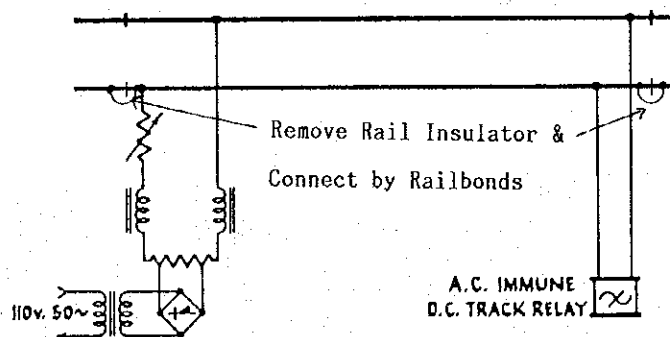 Remove Rail Insulator &
Connect by Railbonds
110v. 50~
A.C. IMMUNE
D.C. TRACK RELAY